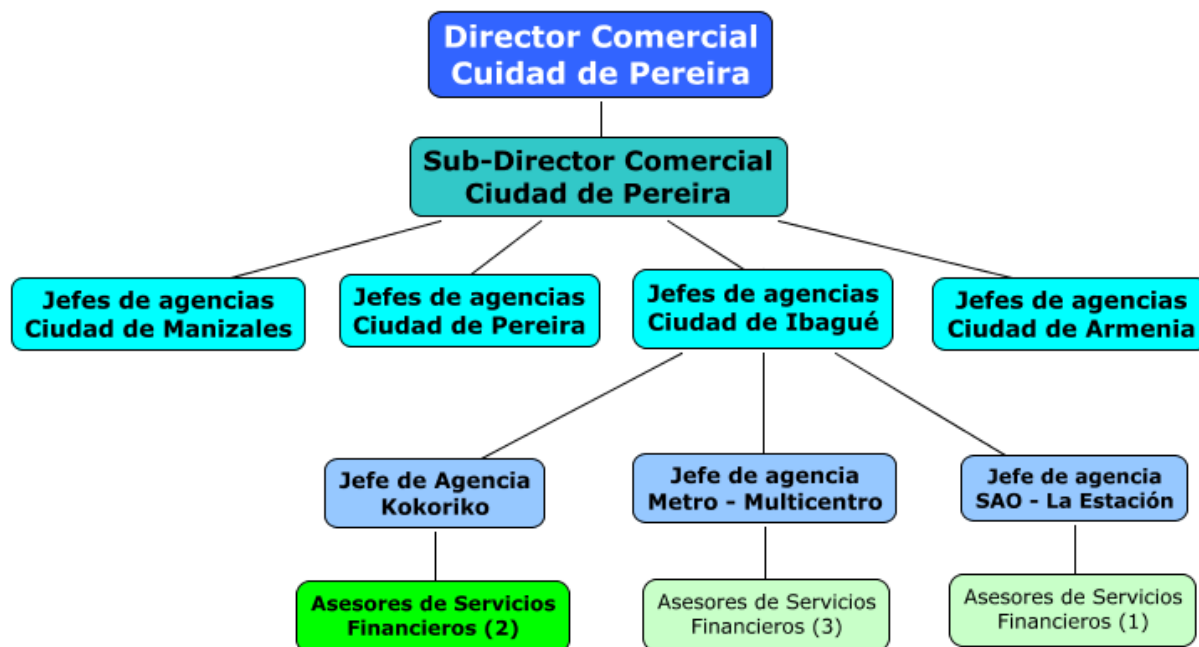 Director Comercial
Cuidad de Pereira
Sub-Director Comercial
Ciudad de Pereira
Jefes de agencias
Ciudad de Manizales
Jefes de agencias
Ciudad de Pereira
Jefes de agencias
Ciudad de Ibagué
Jefes de agencias
Ciudad de Armenia
Jefe de Agencia
Kokoriko
Jefe de agencia
Metro - Multicentro
Jefe de agencia
SAO - La Estación
Asesores de Servicios
Financieros (2)
Asesores de Servicios
Financieros (3)
Asesores de Servicios
Financieros (1)